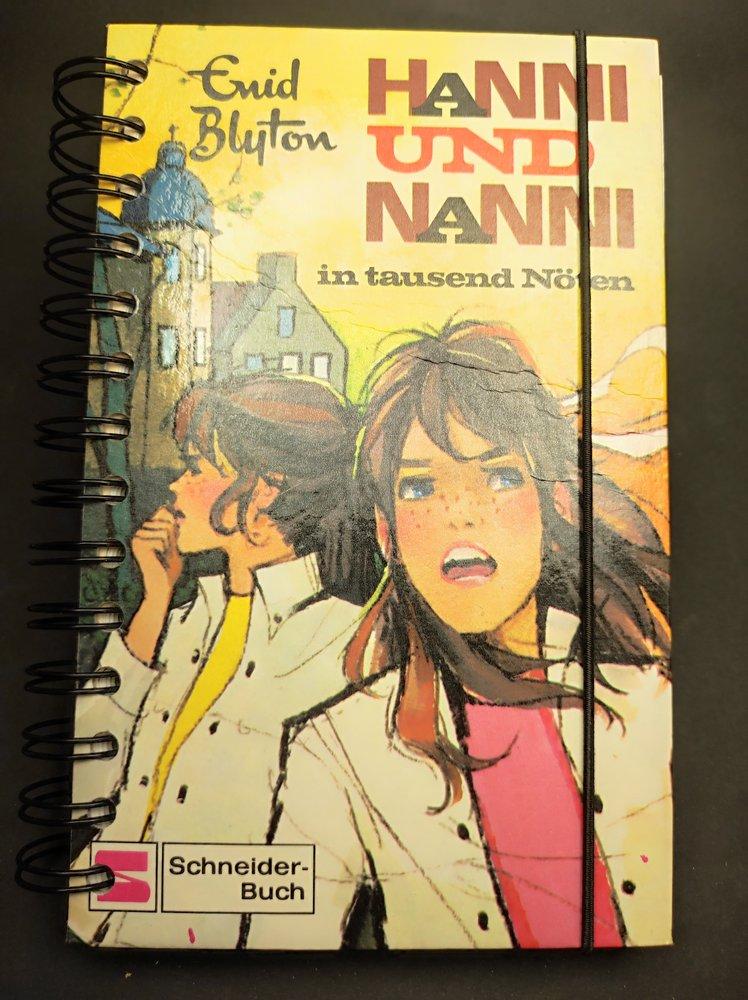 Enid
Blyton
HANNI
UND
NANNI
in tausend Nöten
Schneider-
Buch